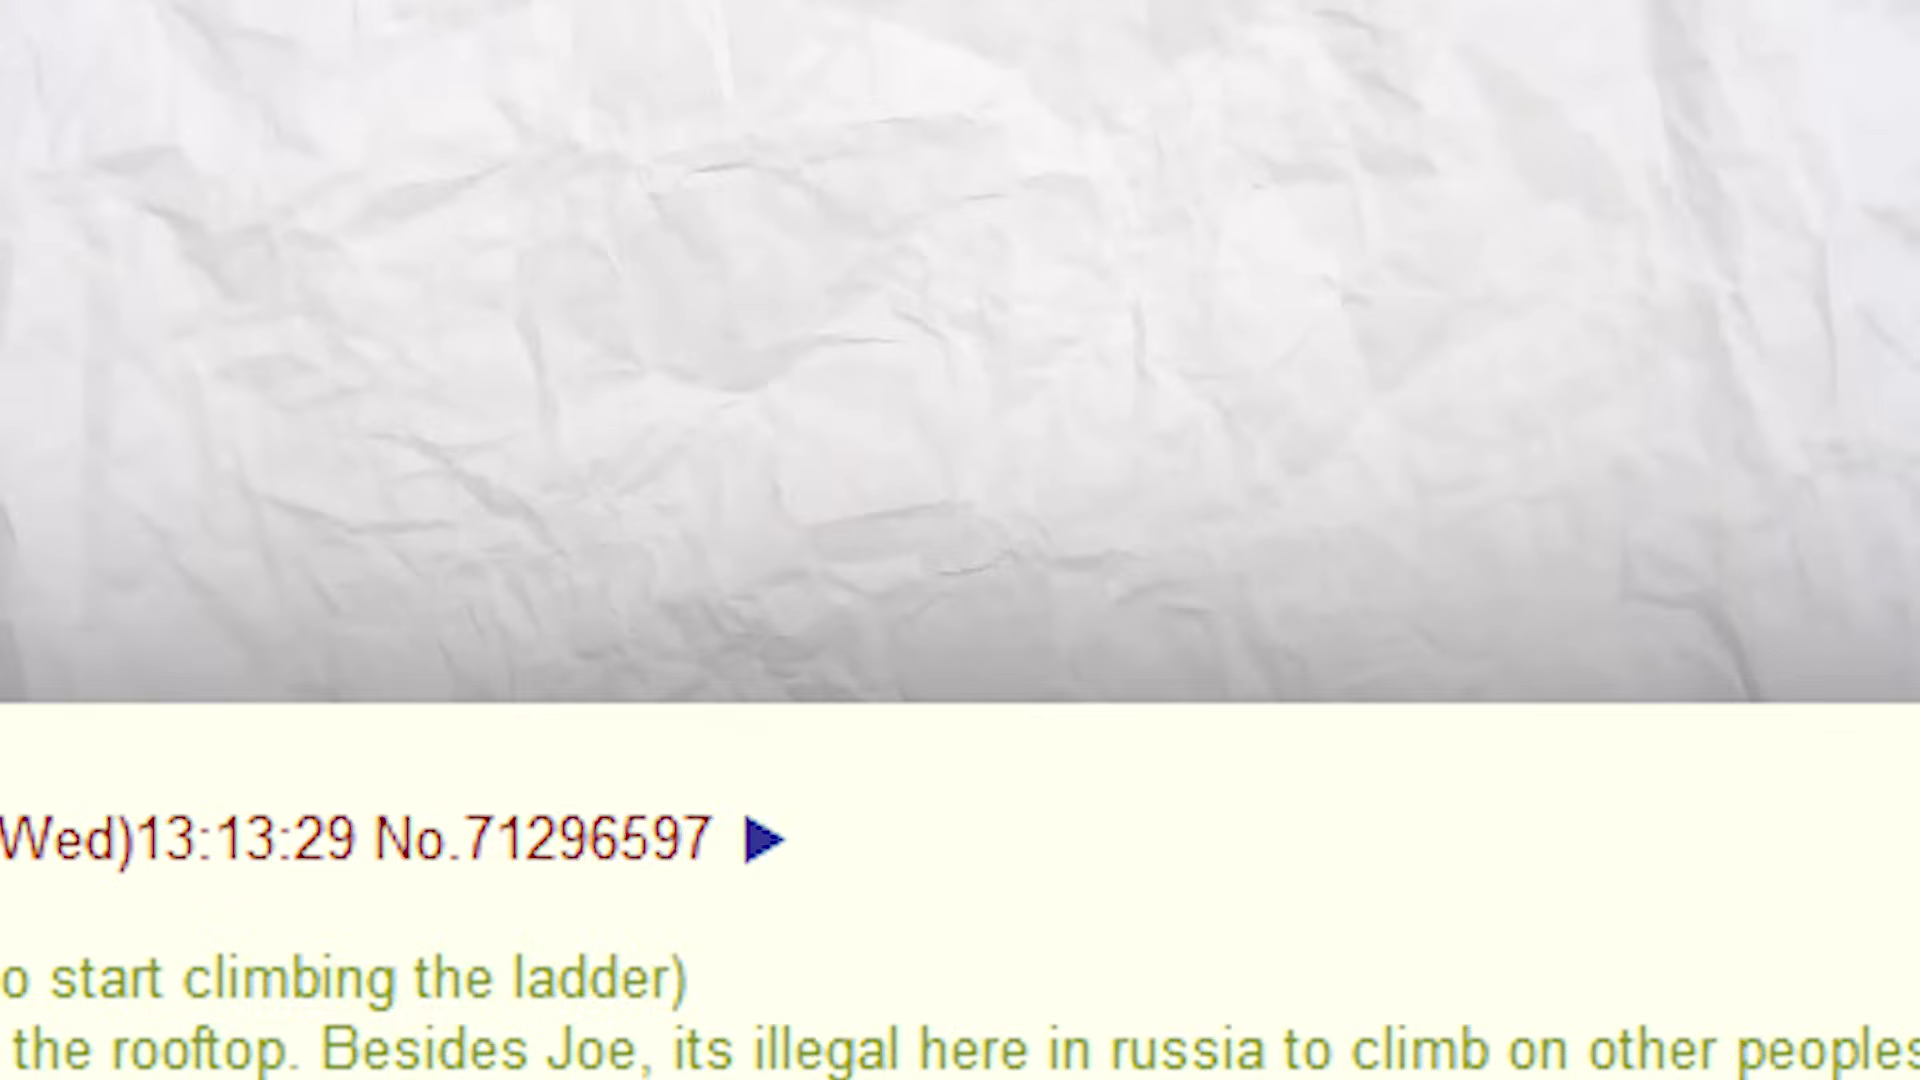 Wed)13:13:29 No.71296597 ▶
o start climbing the ladder)
the rooftop. Besides Joe, its illegal here in russia to climb on other peoples